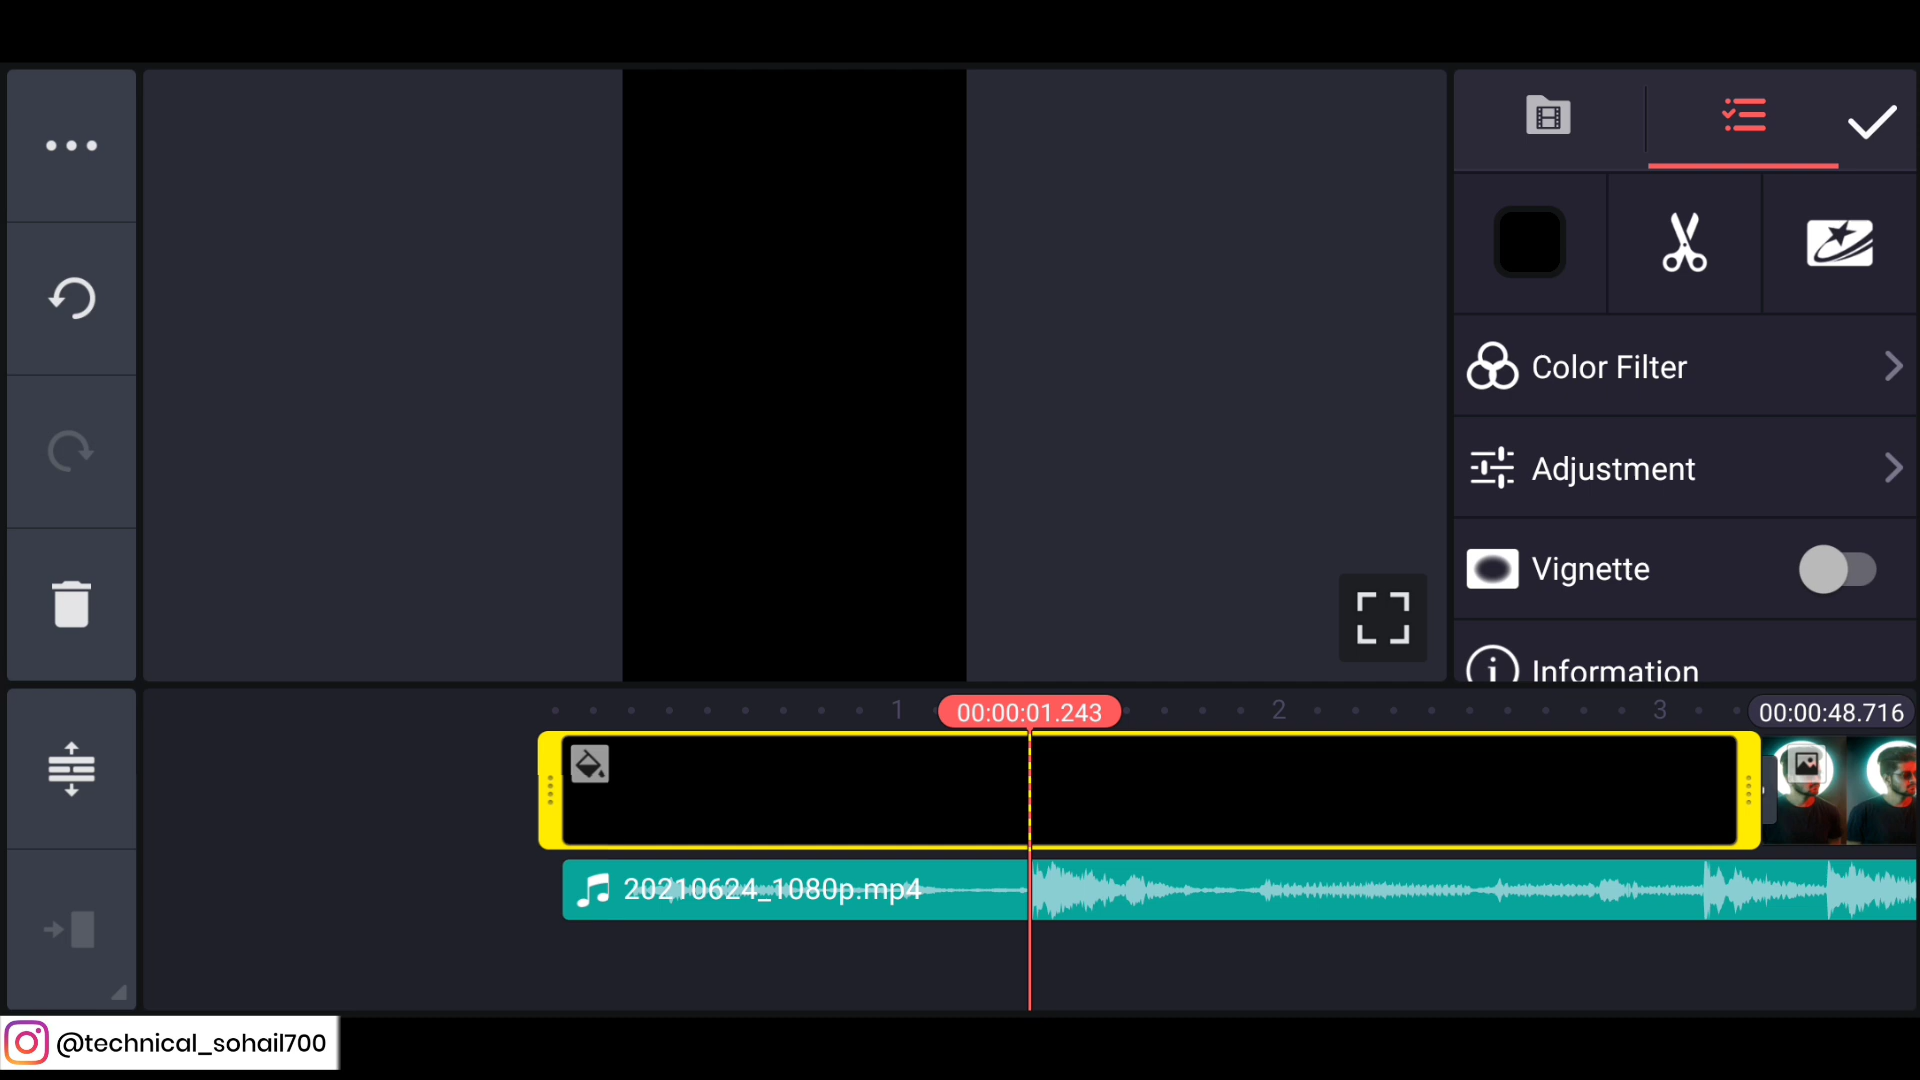 Color Filter
Adjustment
Vignette
Information
1
00:00:01.243
2
3
00:00:48.716
20210624_1080p.mp4
@technical_sohail700